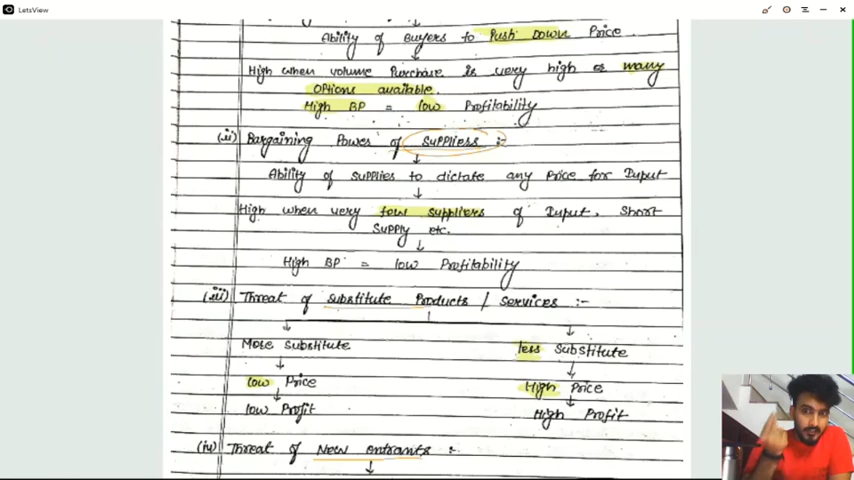 LetsView
Ability of Buyers to Push Down Price
High when volume Purchase is very high or many
options available.
High BP = low Profitability
(ii) Bargaining Power of Suppliers :-
Ability of supplies to dictate any Price for Input
High when very few suppliers of Input, Short
Supply etc.
High BP = low Profitability
(iii) Threat of substitute Products / Services :-
More Substitute
less Substitute
low Price
High Price
low Profit
High Profit
(iv) Threat of New entrants :-